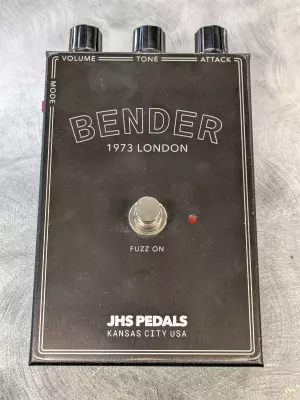 VOLUME TONE ATTACK
MODE
BENDER
1973 LONDON
FUZZ ON
JHS PEDALS
KANSAS CITY USA